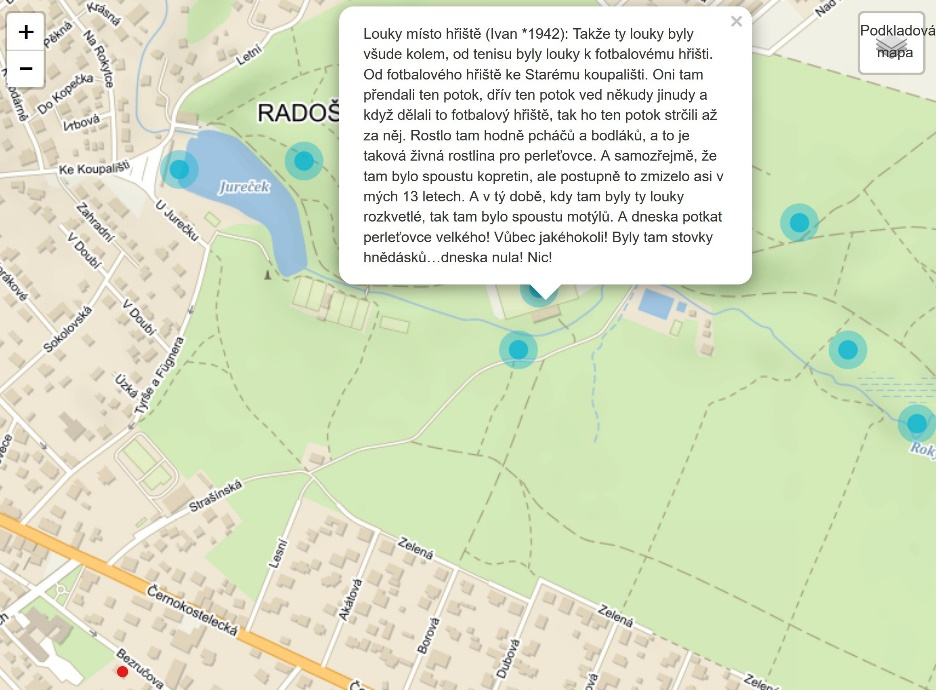 +
−
Krásná
Pěkná
Na Rokytce
Do Kopečka
Vrbová
Letní
Ke Koupališti
RADOŠ
Jureček
U Jurečku
Zahradní
V Doubí
V Doubí
Sokolovská
Úzká
Tyrše a Fügnera
×
Louky místo hřiště (Ivan *1942): Takže ty louky byly
všude kolem, od tenisu byly louky k fotbalovému hřišti.
Od fotbalového hřiště ke Starému koupališti. Oni tam
přendali ten potok, dřív ten potok ved někudy jinudy a
když dělali to fotbalový hřiště, tak ho ten potok strčili až
za něj. Rostlo tam hodně pcháčů a bodláků, a to je
taková živná rostlina pro perleťovce. A samozřejmě, že
tam bylo spoustu kopretin, ale postupně to zmizelo asi v
mých 13 letech. A v tý době, kdy tam byly ty louky
rozkvetlé, tak tam bylo spoustu motýlů. A dneska potkat
perleťovce velkého! Vůbec jakéhokoli! Byly tam stovky
hnědásků…dneska nula! Nic!
Nad
Podkladová
mapa
Roky
Strašínská
Lesní
Zelená
Akátová
Černokostelecká
Borová
Dubová
Zelená
Zelená
Bezručova